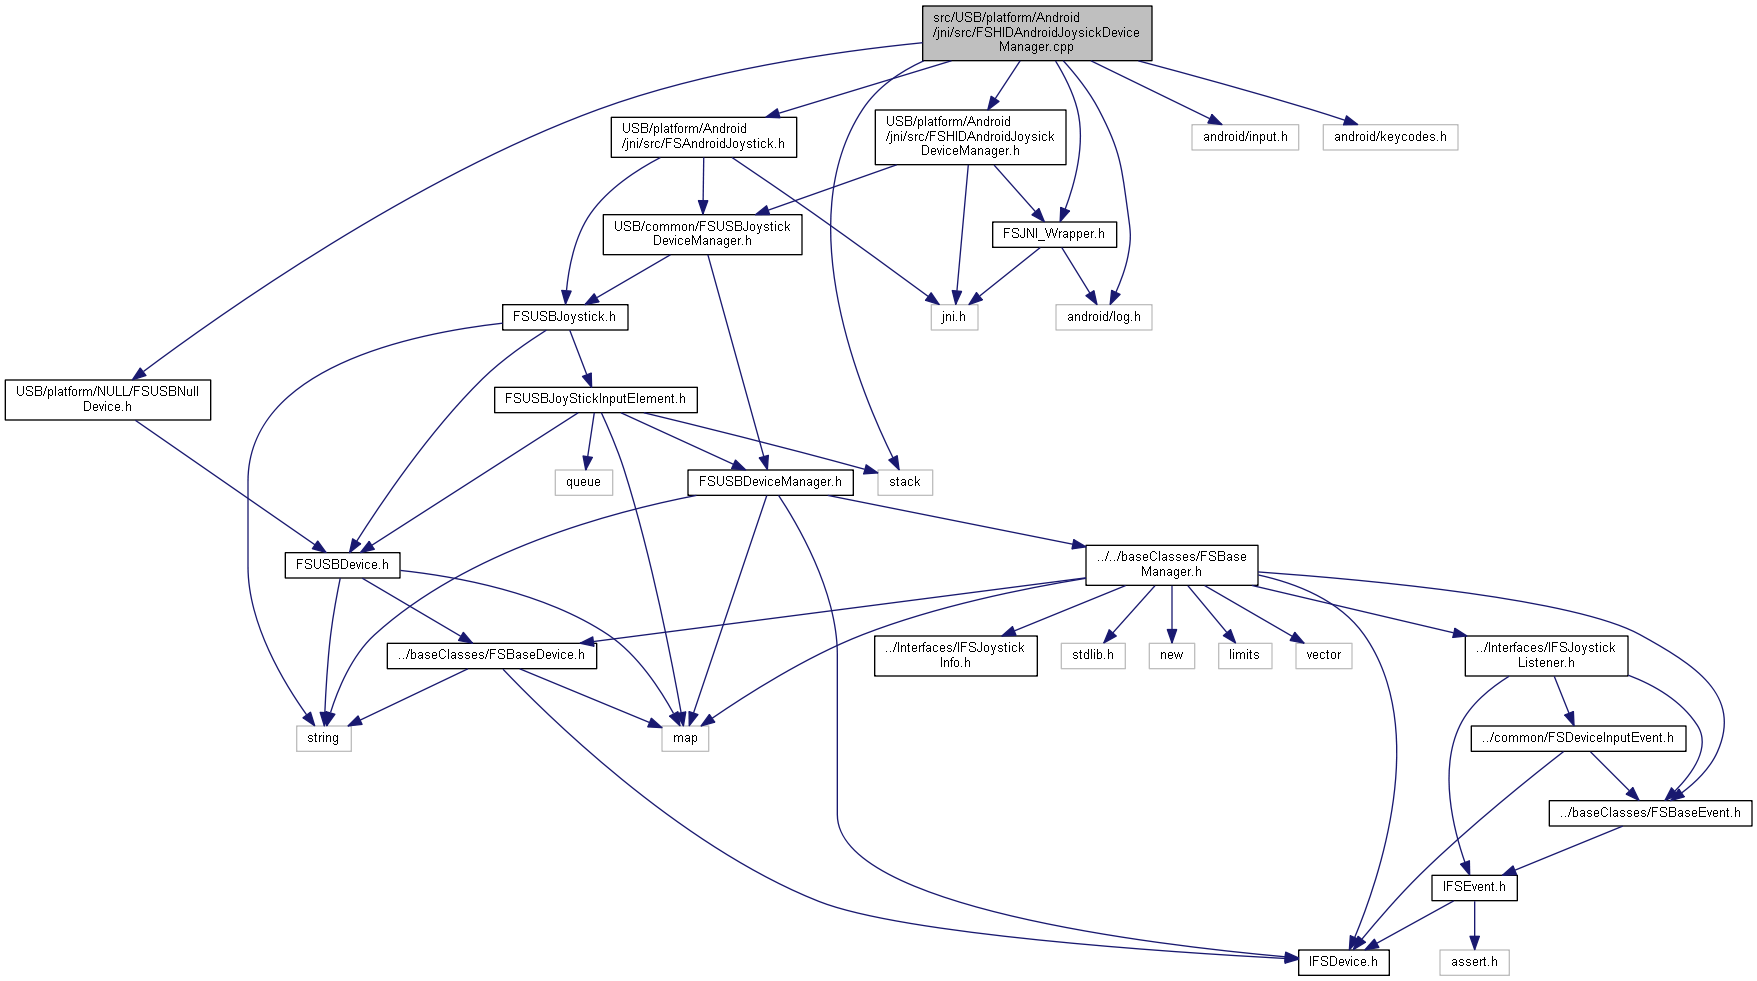 src/USB/platform/Android
/jni/src/FSHIDAndroidJoysickDevice
Manager.cpp
USB/platform/Android
/jni/src/FSAndroidJoystick.h
USB/platform/Android
/jni/src/FSHIDAndroidJoysick
DeviceManager.h
android/input.h
android/keycodes.h
USB/common/FSUSBJoystick
DeviceManager.h
FSJNI_Wrapper.h
FSUSBJoystick.h
jni.h
android/log.h
USB/platform/NULL/FSUSBNull
Device.h
FSUSBJoyStickInputElement.h
queue
FSUSBDeviceManager.h
stack
FSUSBDevice.h
../../baseClasses/FSBase
Manager.h
../baseClasses/FSBaseDevice.h
../Interfaces/IFSJoystick
Info.h
stdlib.h
new
limits
vector
../Interfaces/IFSJoystick
Listener.h
string
map
../common/FSDeviceInputEvent.h
../baseClasses/FSBaseEvent.h
IFSEvent.h
IFSDevice.h
assert.h